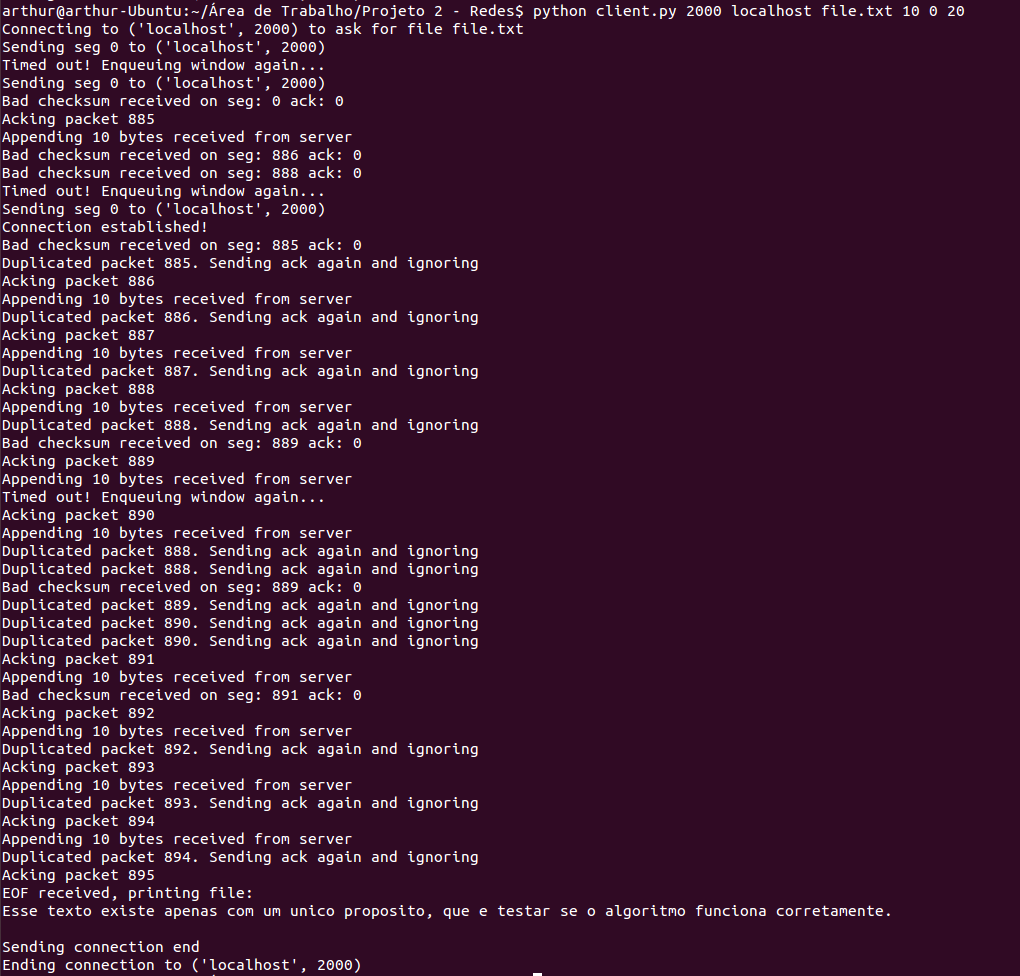 arthur@arthur-Ubuntu:~/Área de Trabalho/Projeto 2 - Redes$ python client.py 2000 localhost file.txt 10 0 20
Connecting to ('localhost', 2000) to ask for file file.txt
Sending seg 0 to ('localhost', 2000)
Timed out! Enqueuing window again...
Sending seg 0 to ('localhost', 2000)
Bad checksum received on seg: 0 ack: 0
Acking packet 885
Appending 10 bytes received from server
Bad checksum received on seg: 886 ack: 0
Bad checksum received on seg: 888 ack: 0
Timed out! Enqueuing window again...
Sending seg 0 to ('localhost', 2000)
Connection established!
Bad checksum received on seg: 885 ack: 0
Duplicated packet 885. Sending ack again and ignoring
Acking packet 886
Appending 10 bytes received from server
Duplicated packet 886. Sending ack again and ignoring
Acking packet 887
Appending 10 bytes received from server
Duplicated packet 887. Sending ack again and ignoring
Acking packet 888
Appending 10 bytes received from server
Duplicated packet 888. Sending ack again and ignoring
Bad checksum received on seg: 889 ack: 0
Acking packet 889
Appending 10 bytes received from server
Timed out! Enqueuing window again...
Acking packet 890
Appending 10 bytes received from server
Duplicated packet 888. Sending ack again and ignoring
Duplicated packet 888. Sending ack again and ignoring
Bad checksum received on seg: 889 ack: 0
Duplicated packet 889. Sending ack again and ignoring
Duplicated packet 890. Sending ack again and ignoring
Duplicated packet 890. Sending ack again and ignoring
Acking packet 891
Appending 10 bytes received from server
Bad checksum received on seg: 891 ack: 0
Acking packet 892
Appending 10 bytes received from server
Duplicated packet 892. Sending ack again and ignoring
Acking packet 893
Appending 10 bytes received from server
Duplicated packet 893. Sending ack again and ignoring
Acking packet 894
Appending 10 bytes received from server
Duplicated packet 894. Sending ack again and ignoring
Acking packet 895
EOF received, printing file:
Esse texto existe apenas com um unico proposito, que e testar se o algoritmo funciona corretamente.
Sending connection end
Ending connection to ('localhost', 2000)